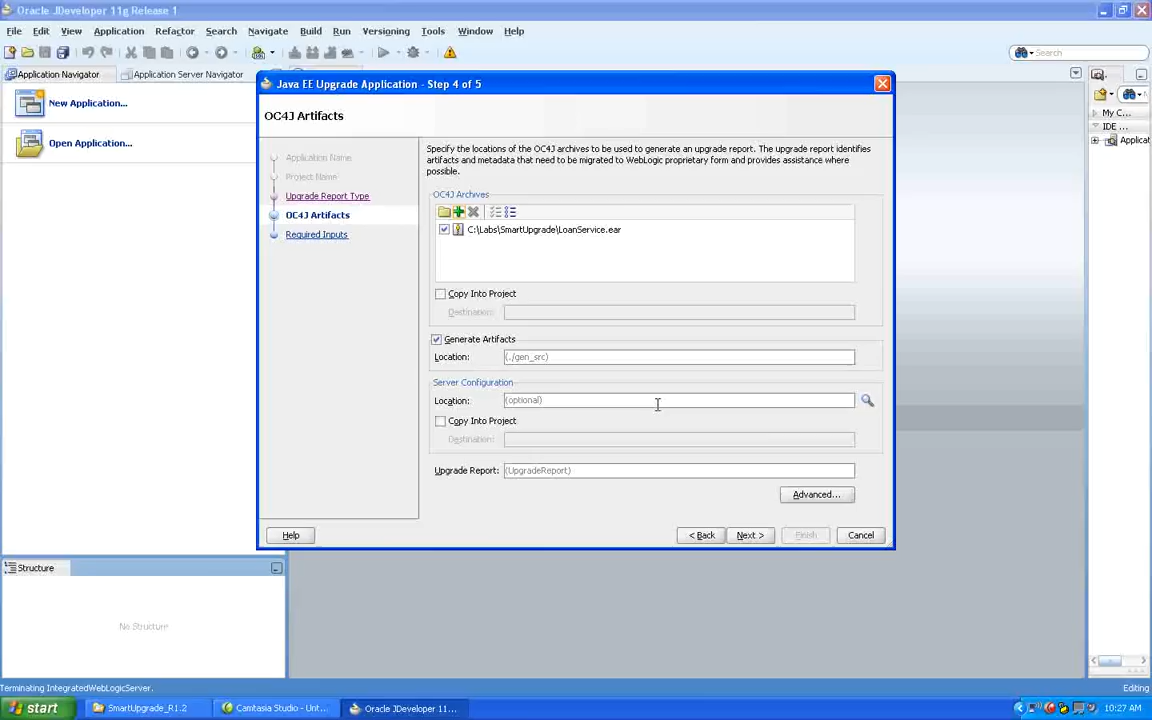 Oracle JDeveloper 11g Release 1
File Edit View Application Refactor Search Navigate Build Run Versioning Tools Window Help
Search
Application Navigator
Application Server Navigator
New Application...
Open Application...
My C...
IDE ...
Applicat
Java EE Upgrade Application - Step 4 of 5
OC4J Artifacts
Application Name
Project Name
Upgrade Report Type
OC4J Artifacts
Required Inputs
Specify the locations of the OC4J archives to be used to generate an upgrade report. The upgrade report identifies
artifacts and metadata that need to be migrated to WebLogic proprietary form and provides assistance where
possible.
OC4J Archives
C:\Labs\SmartUpgrade\LoanService.ear
Copy Into Project
Destination:
Generate Artifacts
Location: (./gen_src)
Server Configuration
Location: (optional)
Copy Into Project
Destination:
Upgrade Report: (UpgradeReport)
Advanced...
Help
< Back
Next >
Finish
Cancel
Structure
No Structure
Terminating IntegratedWebLogicServer.
Editing
start
SmartUpgrade_R1.2
Camtasia Studio - Unt...
Oracle JDeveloper 11...
10:27 AM